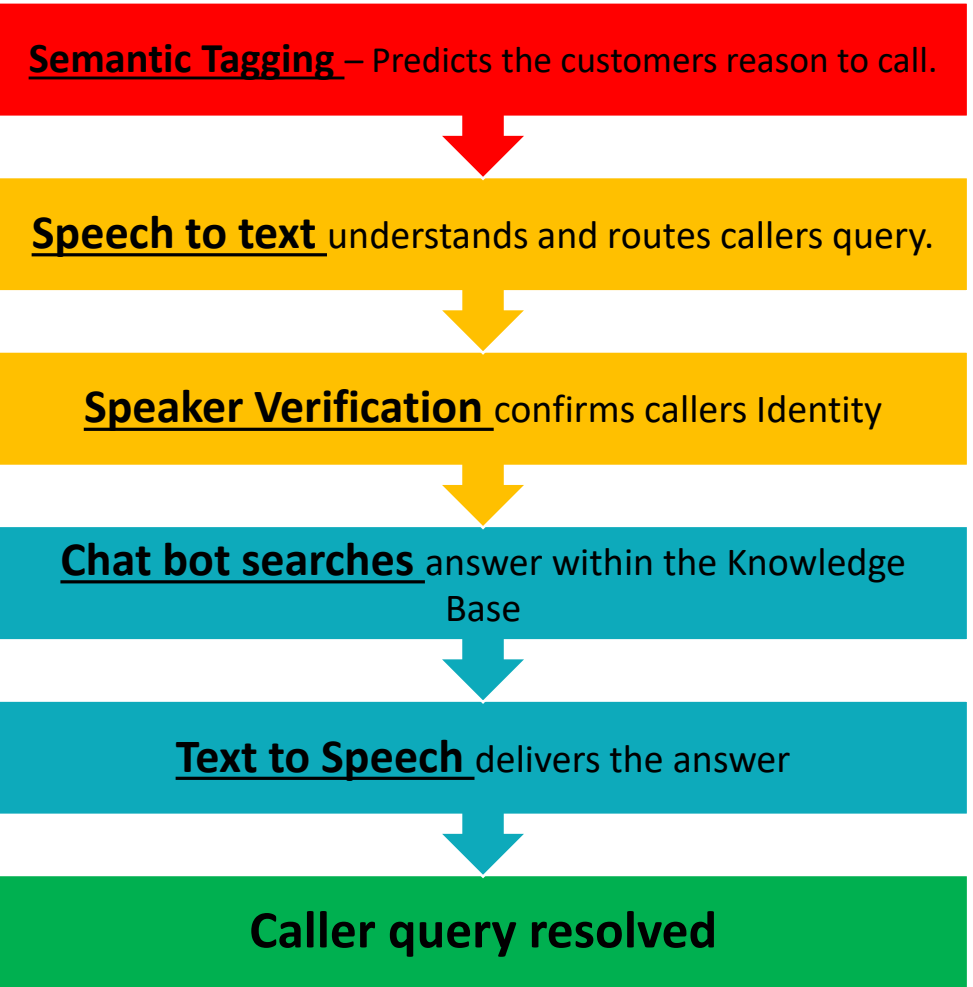 Semantic Tagging – Predicts the customers reason to call.
Speech to text understands and routes callers query.
Speaker Verification confirms callers Identity
Chat bot searches answer within the Knowledge
Base
Text to Speech delivers the answer
Caller query resolved